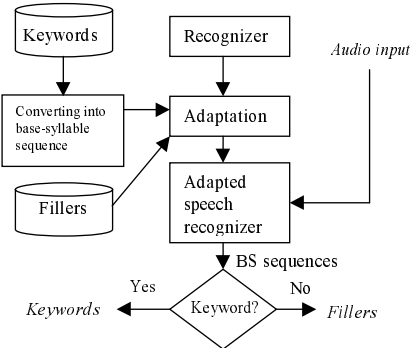 Keywords
Recognizer
Audio input
Converting into
base-syllable
sequence
Adaptation
Fillers
Adapted
speech
recognizer
BS sequences
Yes
Keyword?
No
Keywords
Fillers